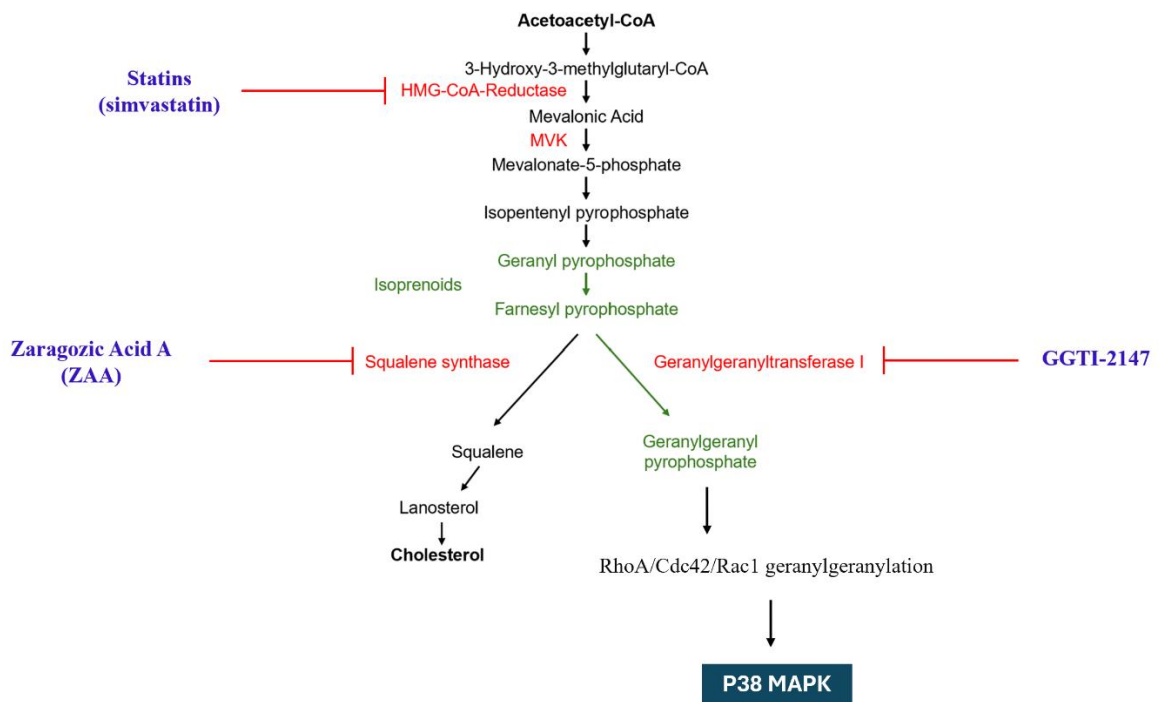 Acetoacetyl-CoA
3-Hydroxy-3-methylglutaryl-CoA
Statins
(simvastatin)
HMG-CoA-Reductase
Mevalonic Acid
MVK
Mevalonate-5-phosphate
Isopentenyl pyrophosphate
Geranyl pyrophosphate
Isoprenoids
Farnesyl pyrophosphate
Zaragozic Acid A
(ZAA)
Squalene synthase
Geranylgeranyltransferase I
GGTI-2147
Squalene
Geranylgeranyl
pyrophosphate
Lanosterol
Cholesterol
RhoA/Cdc42/Rac1 geranylgeranylation
P38 MAPK